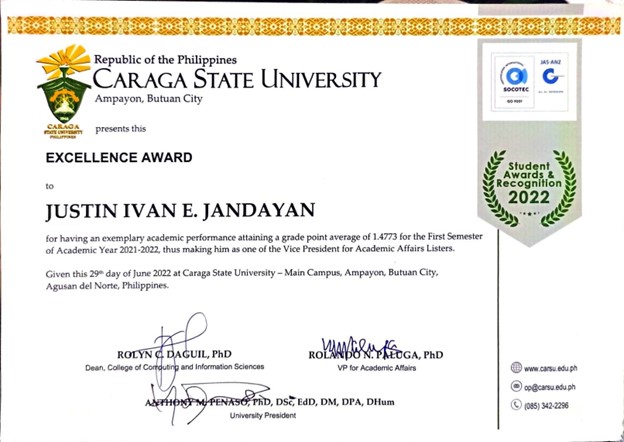 Republic of the Philippines
CARAGA STATE UNIVERSITY
Ampayon, Butuan City
CARAGA
STATE UNIVERSITY
PHILIPPINES
presents this
EXCELLENCE AWARD
to
JUSTIN IVAN E. JANDAYAN
for having an exemplary academic performance attaining a grade point average of 1.4773 for the First Semester
of Academic Year 2021-2022, thus making him as one of the Vice President for Academic Affairs Listers.
Given this 29th day of June 2022 at Caraga State University – Main Campus, Ampayon, Butuan City,
Agusan del Norte, Philippines.
ROLYN C. DAGUIL, PhD
Dean, College of Computing and Information Sciences
ROLANDO N. PALUGA, PhD
VP for Academic Affairs
ANTHONY M. PENASO, PhD, DSc, EdD, DM, DPA, DHum
University President
SOCOTEC
ISO 9001
JAS-ANZ
Student
Awards &
Recognition
2022
www.carsu.edu.ph
op@carsu.edu.ph
(085) 342-2296